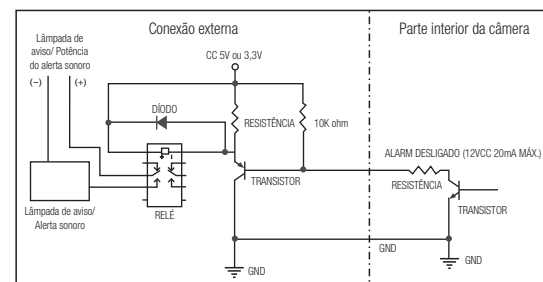 Conexão externa
Parte interior da câmera
Lâmpada de
aviso/ Potência
do alerta sonoro
(−)
(+)
CC 5V ou 3,3V
DÍODO
RESISTÊNCIA
10K ohm
ALARM DESLIGADO (12VCC 20mA MÁX.)
RESISTÊNCIA
TRANSISTOR
TRANSISTOR
RELÉ
Lâmpada de aviso/
Alerta sonoro
GND
GND
GND